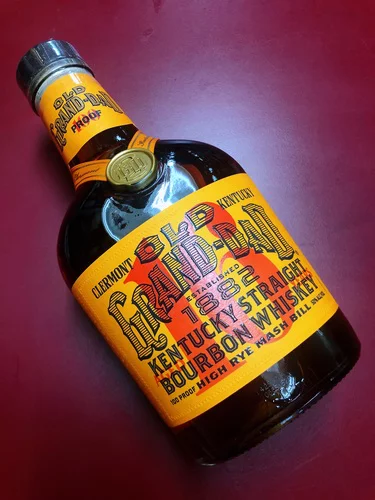 OLD
GRAND-DAD
PROOF
CLERMONT KENTUCKY
OLD
GRAND-DAD
ESTABLISHED
1882
KENTUCKY STRAIGHT
BOURBON WHISKEY
100 PROOF HIGH RYE MASH BILL